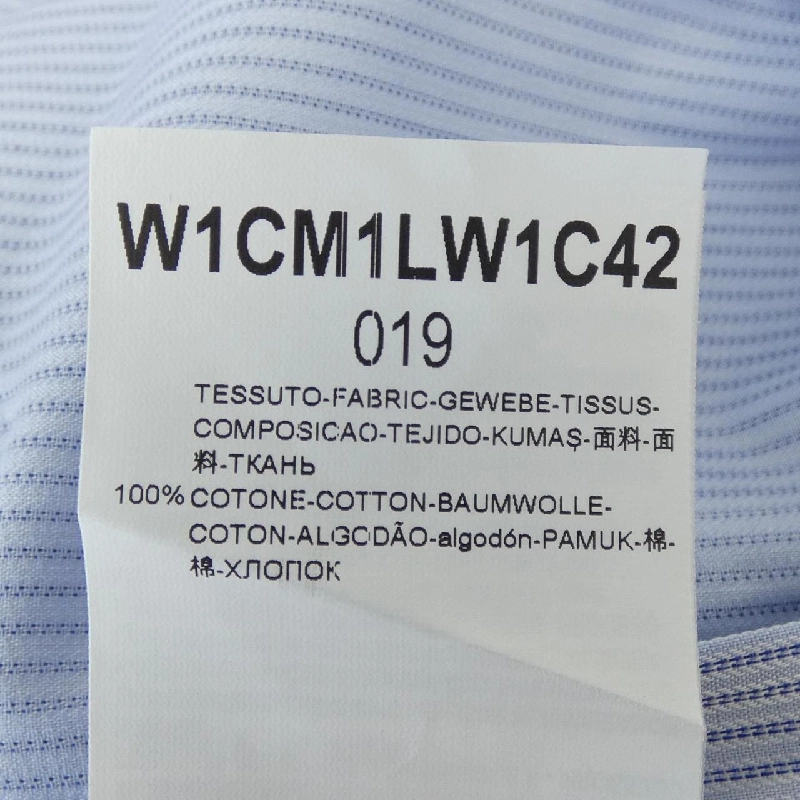 W1CM1LW1C42
019
TESSUTO-FABRIC-GEWEBE-TISSUS-
COMPOSICAO-TEJIDO-KUMAŞ-面料-面
料-ТКАНЬ
100% COTONE-COTTON-BAUMWOLLE-
COTON-ALGODÃO-algodón-PAMUK-棉-
棉-ХЛОПОК